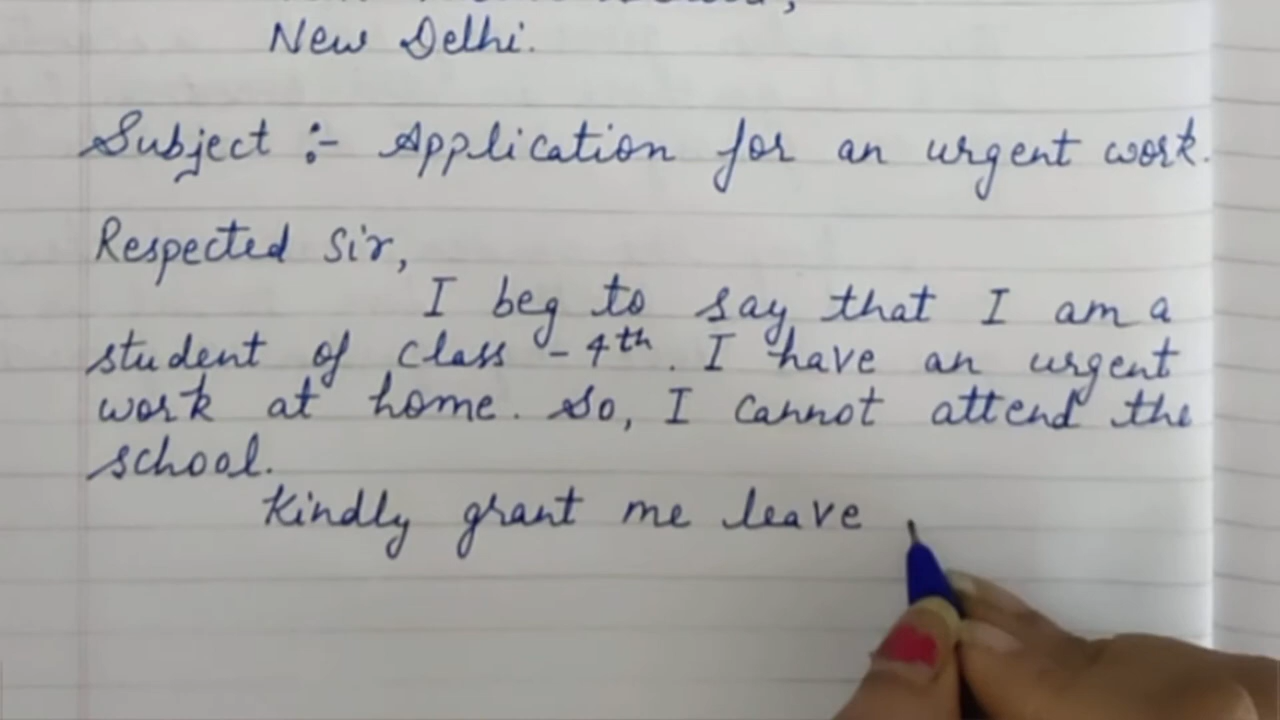 New Delhi.
Subject :- Application for an urgent work.
Respected Sir,
I beg to say that I am a
student of class - 4th. I have an urgent
work at home. So, I cannot attend the
school.
Kindly grant me leave